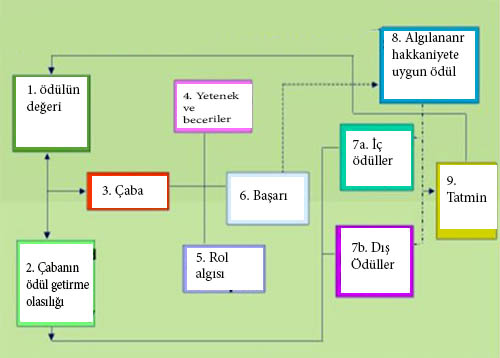 1. ödülün
değeri
2. Çabanın
ödül getirme
olasılığı
3. Çaba
4. Yetenek
ve
beceriler
5. Rol
algısı
6. Başarı
7a. İç
ödüller
7b. Dış
Ödüller
8. Algılananr
hakkaniyete
uygun ödül
9.
Tatmin